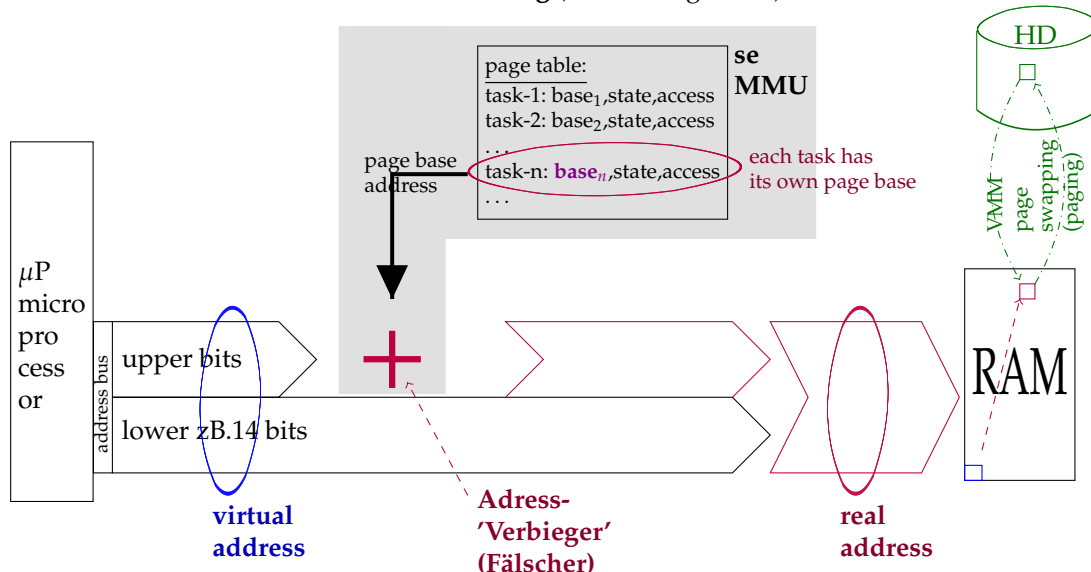 se
MMU
page table:
task-1: base₁,state,access
task-2: base₂,state,access
. . .
task-n: baseₙ,state,access
. . .
page base
address
each task has
its own page base
HD
VMM
page
swapping
(paging)
μP
micro
pro
cess
or
address bus
upper bits
lower zB.14 bits
RAM
virtual
address
Adress-
'Verbieger'
(Fälscher)
real
address